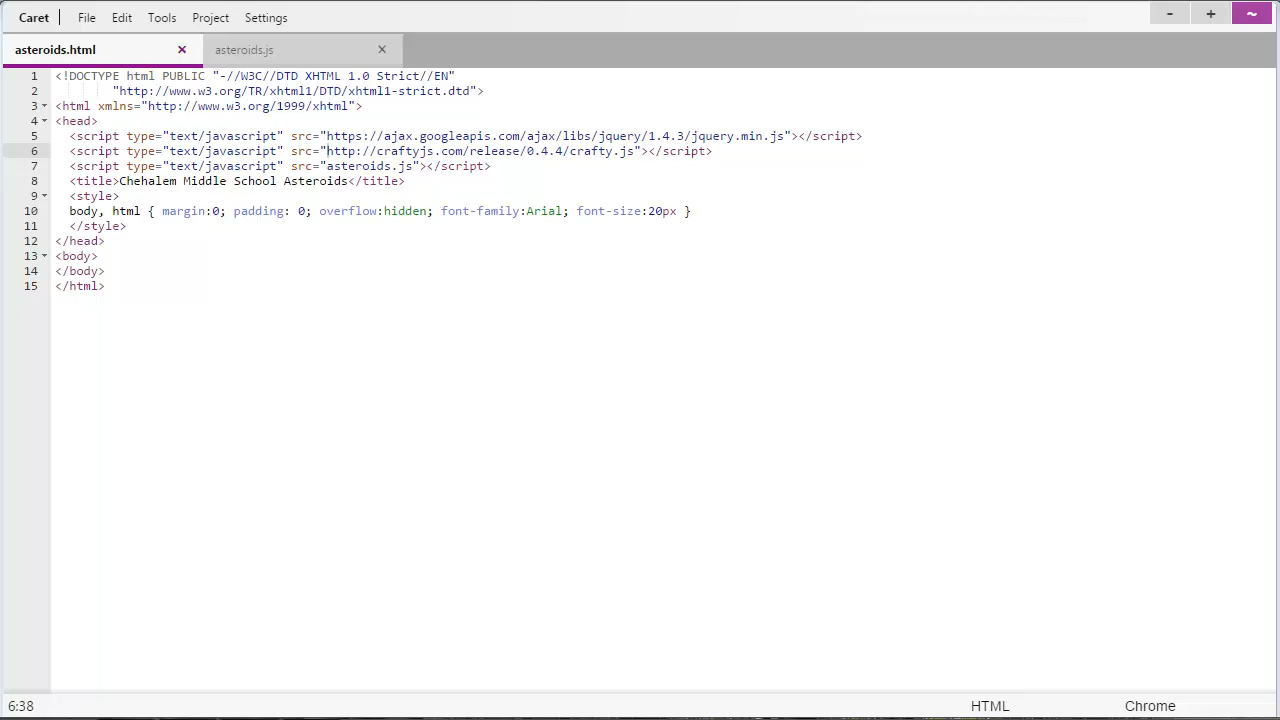 Caret File Edit Tools Project Settings - + ~
asteroids.html × asteroids.js ×
1 <!DOCTYPE html PUBLIC "-//W3C//DTD XHTML 1.0 Strict//EN"
2 "http://www.w3.org/TR/xhtml1/DTD/xhtml1-strict.dtd">
3 <html xmlns="http://www.w3.org/1999/xhtml">
4 <head>
5 <script type="text/javascript" src="https://ajax.googleapis.com/ajax/libs/jquery/1.4.3/jquery.min.js"></script>
6 <script type="text/javascript" src="http://craftyjs.com/release/0.4.4/crafty.js"></script>
7 <script type="text/javascript" src="asteroids.js"></script>
8 <title>Chehalem Middle School Asteroids</title>
9 <style>
10 body, html { margin:0; padding: 0; overflow:hidden; font-family:Arial; font-size:20px }
11 </style>
12 </head>
13 <body>
14 </body>
15 </html>
6:38 HTML Chrome